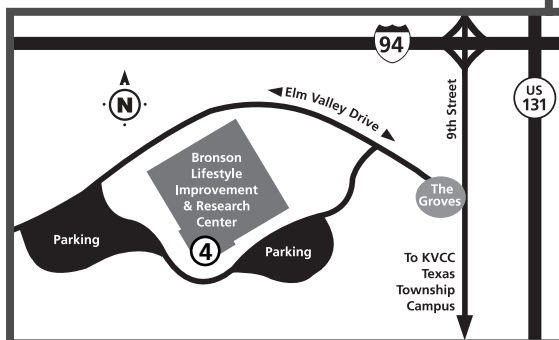 94
US
131
9th Street
N
Elm Valley Drive
Bronson
Lifestyle
Improvement
& Research
Center
4
The
Groves
Parking
Parking
To KVCC
Texas
Township
Campus